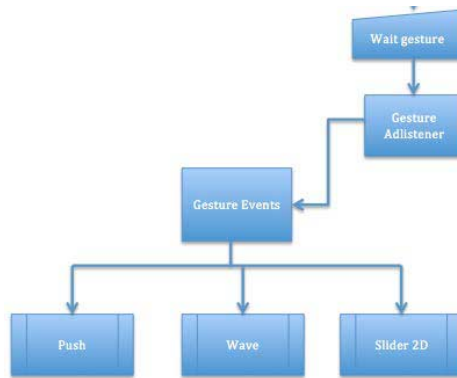 Wait gesture
Gesture
Adlistener
Gesture Events
Push
Wave
Slider 2D